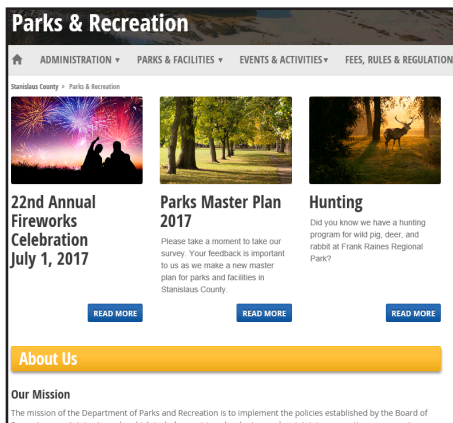 Parks & Recreation
ADMINISTRATION ▾ PARKS & FACILITIES ▾ EVENTS & ACTIVITIES ▾ FEES, RULES & REGULATION
Stanislaus County » Parks & Recreation
22nd Annual
Fireworks
Celebration
July 1, 2017
READ MORE
Parks Master Plan
2017
Please take a moment to take our
survey. Your feedback is important
to us as we make a new master
plan for parks and facilities in
Stanislaus County.
READ MORE
Hunting
Did you know we have a hunting
program for wild pig, deer, and
rabbit at Frank Raines Regional
Park?
READ MORE
About Us
Our Mission
The mission of the Department of Parks and Recreation is to implement the policies established by the Board of